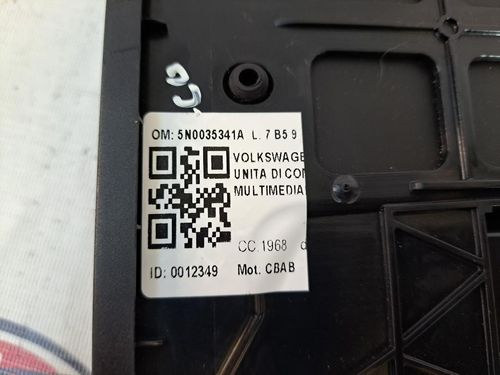 OM: 5N0035341A L. 7 B5 9
VOLKSWAGE
UNITA DI CON
MULTIMEDIA
CC.1968 d
ID: 0012349 Mot. CBAB